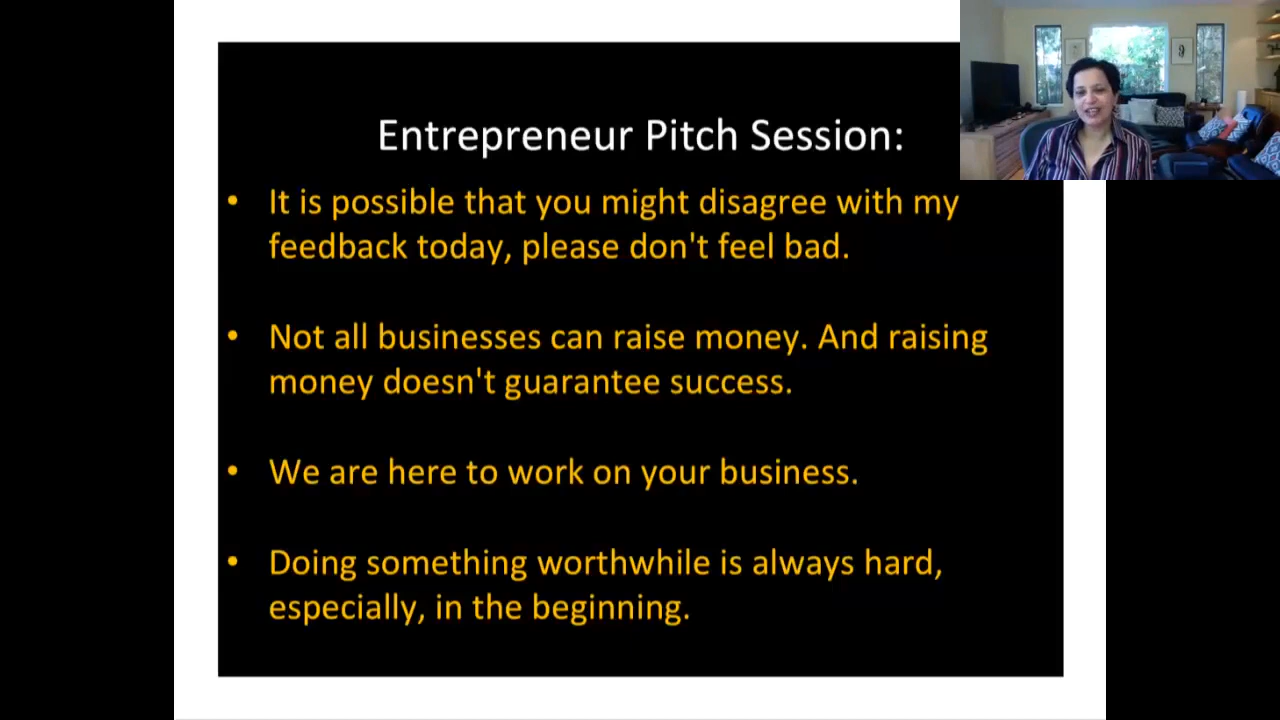 Entrepreneur Pitch Session:
• It is possible that you might disagree with my
feedback today, please don't feel bad.
• Not all businesses can raise money. And raising
money doesn't guarantee success.
• We are here to work on your business.
• Doing something worthwhile is always hard,
especially, in the beginning.